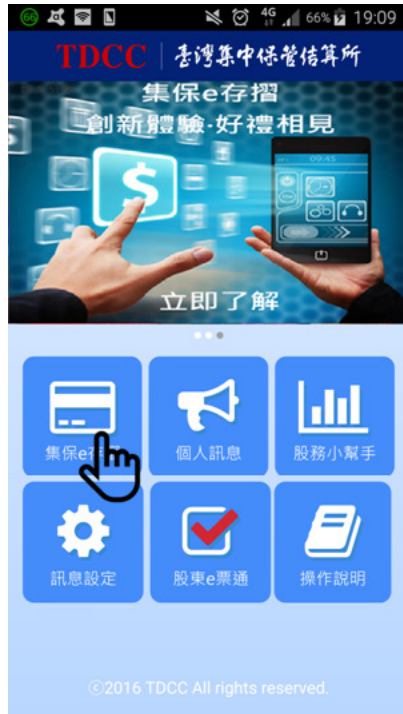 66 4G 66% 19:09
TDCC 臺灣集中保管結算所
集保e存摺
創新體驗·好禮相見
09:45
立即了解
集保e存
個人訊息
股務小幫手
訊息設定
股東e票通
操作說明
©2016 TDCC All rights reserved.